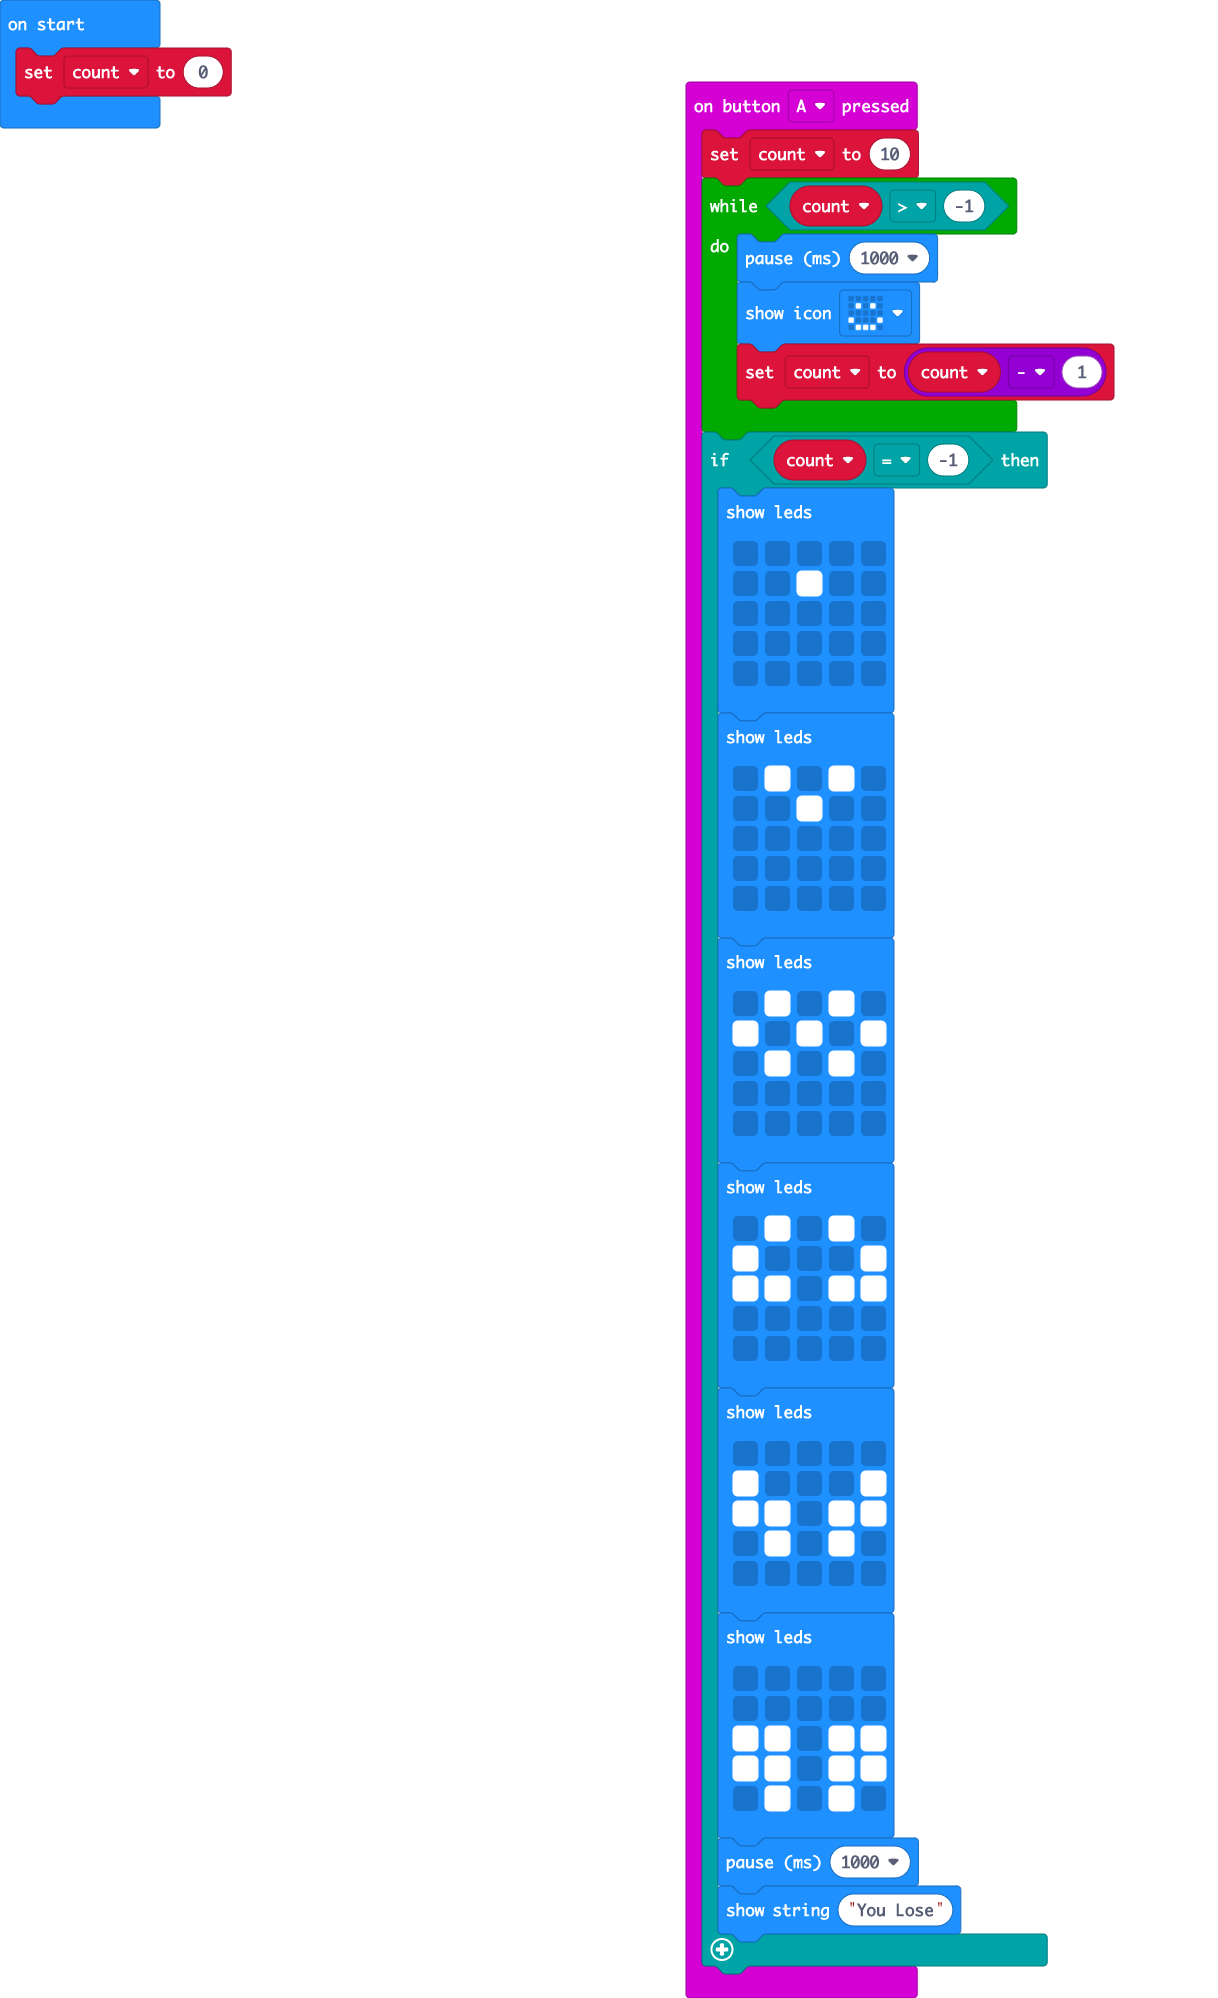 on start
set count to 0
on button A pressed
set count to 10
while count > -1
do
pause (ms) 1000
show icon
set count to count - 1
if count = -1 then
show leds
show leds
show leds
show leds
show leds
show leds
pause (ms) 1000
show string "You Lose"